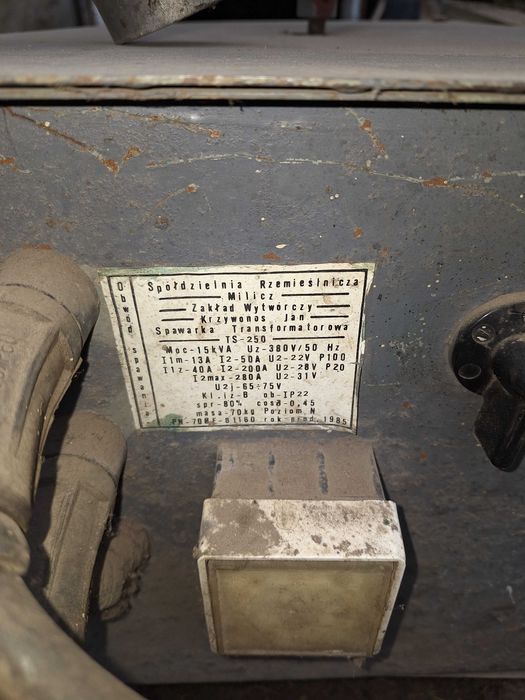 Obwód spawania
Spółdzielnia Rzemieślnicza
Milicz
Zakład Wytwórczy
Krzywonos Jan
Spawarka Transformatorowa
TS-250
Moc-15kVA Uz-380V/50 Hz
I1m-13A I2-50A U2-22V P100
I1z-40A I2-200A U2-28V P20
I2max-280A U2-31V
U2j-65÷75V
Kl.iz-B ob-IP22
spr-80% cosø-0,45
masa-70kg Poziom N
PN-70/E-81160 rok prod. 1985